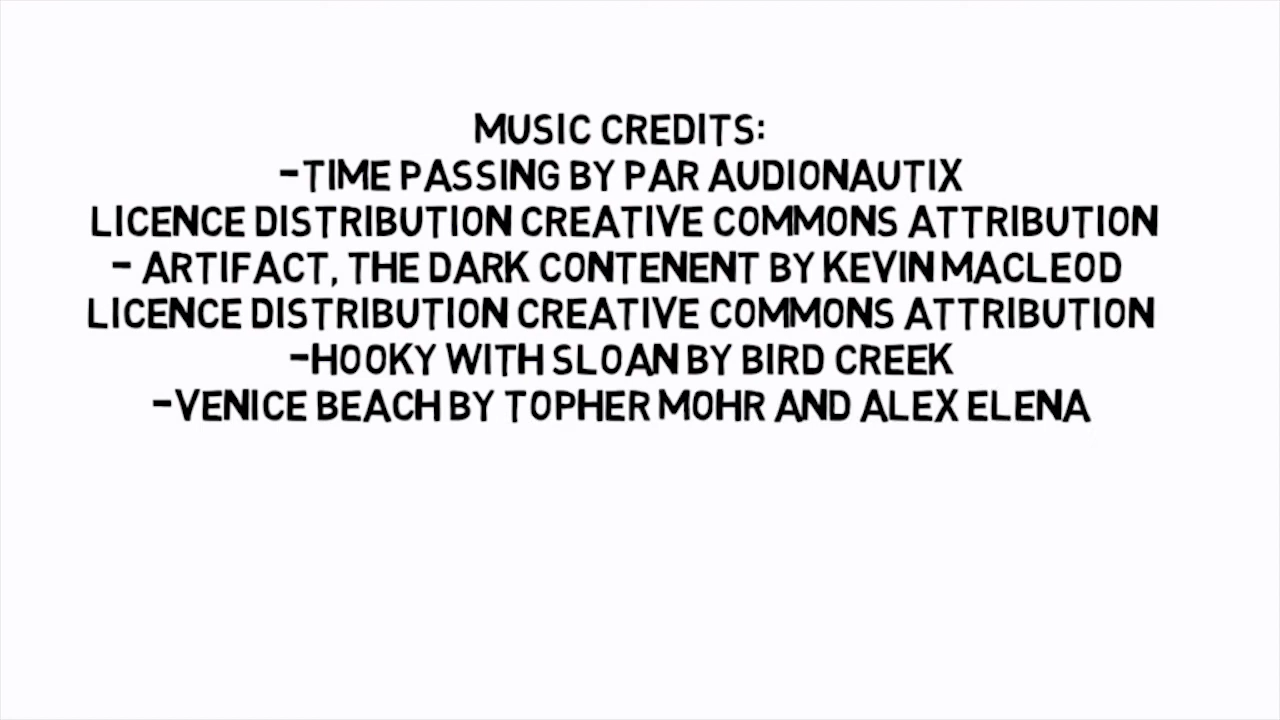 MUSIC CREDITS:
-TIME PASSING BY PAR AUDIONAUTIX
LICENCE DISTRIBUTION CREATIVE COMMONS ATTRIBUTION
- ARTIFACT, THE DARK CONTENENT BY KEVIN MACLEOD
LICENCE DISTRIBUTION CREATIVE COMMONS ATTRIBUTION
-HOOKY WITH SLOAN BY BIRD CREEK
-VENICE BEACH BY TOPHER MOHR AND ALEX ELENA